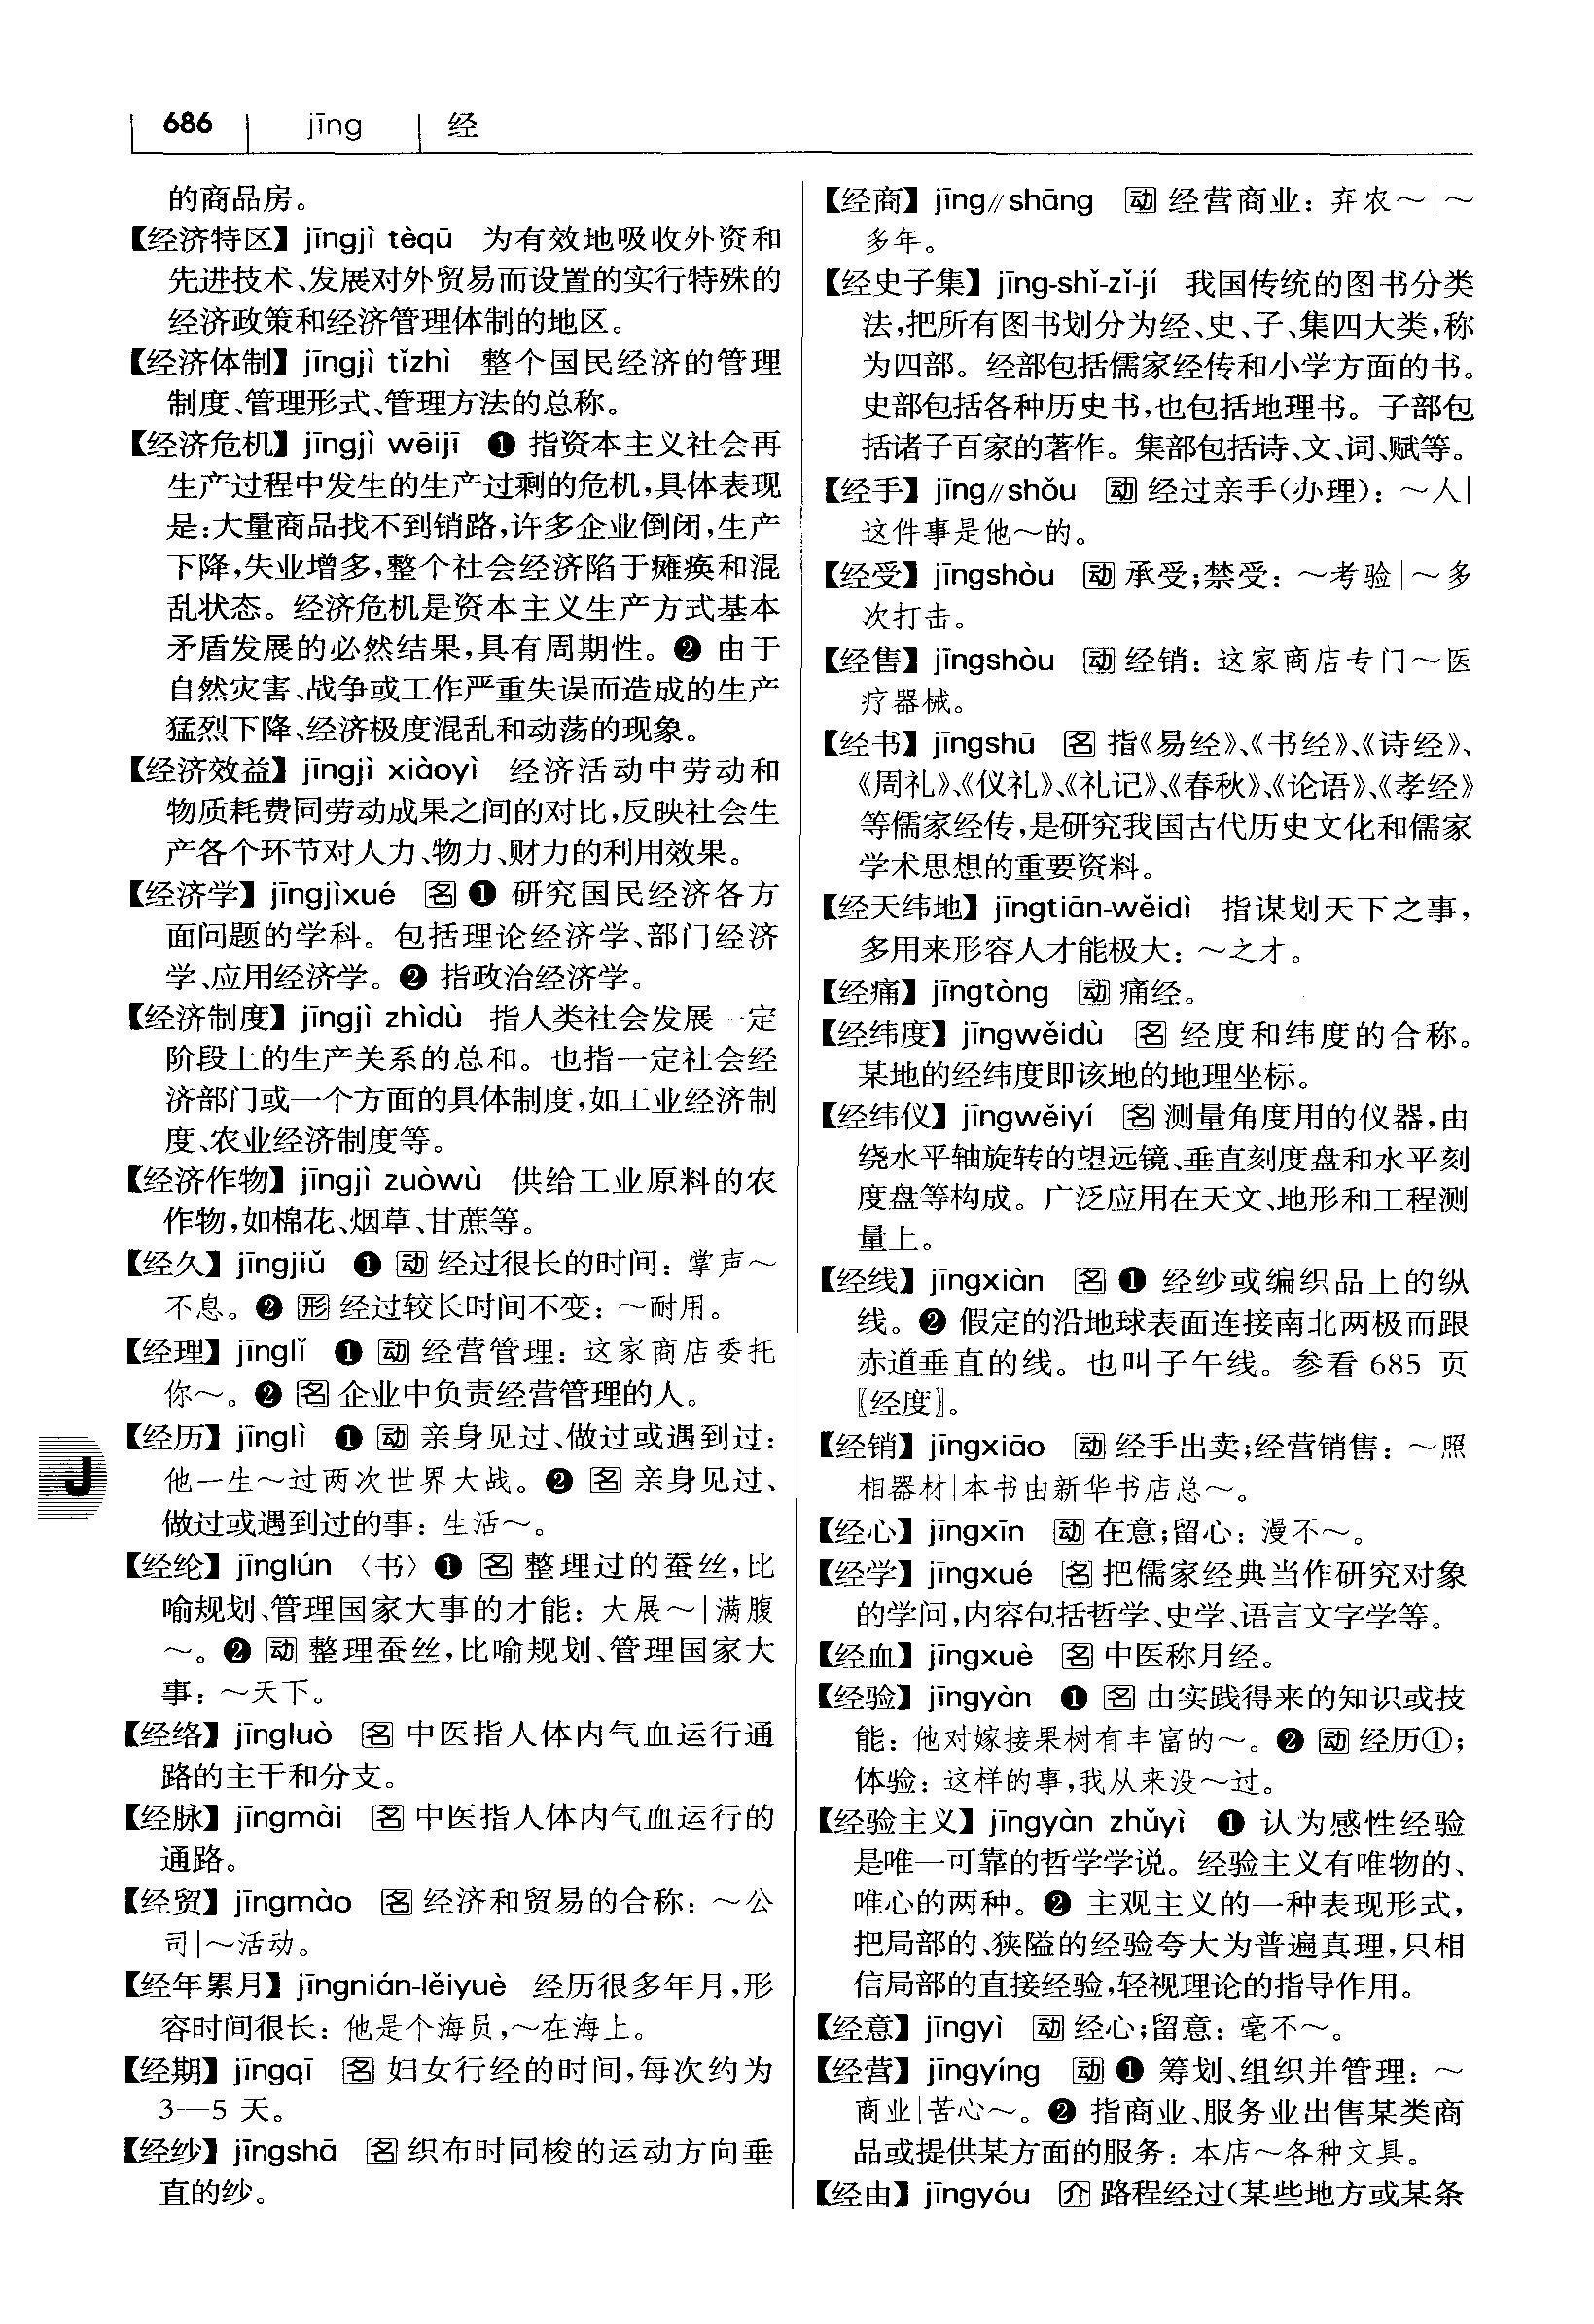 686 jīng 经
的商品房。
【经济特区】jīngjì tèqū 为有效地吸收外资和
先进技术、发展对外贸易而设置的实行特殊的
经济政策和经济管理体制的地区。
【经济体制】jīngjì tǐzhì 整个国民经济的管理
制度、管理形式、管理方法的总称。
【经济危机】jīngjì wēijī ❶ 指资本主义社会再
生产过程中发生的生产过剩的危机,具体表现
是:大量商品找不到销路,许多企业倒闭,生产
下降,失业增多,整个社会经济陷于瘫痪和混
乱状态。经济危机是资本主义生产方式基本
矛盾发展的必然结果,具有周期性。❷ 由于
自然灾害、战争或工作严重失误而造成的生产
猛烈下降、经济极度混乱和动荡的现象。
【经济效益】jīngjì xiàoyì 经济活动中劳动和
物质耗费同劳动成果之间的对比,反映社会生
产各个环节对人力、物力、财力的利用效果。
【经济学】jīngjìxué 名 ❶ 研究国民经济各方
面问题的学科。包括理论经济学、部门经济
学、应用经济学。❷ 指政治经济学。
【经济制度】jīngjì zhìdù 指人类社会发展一定
阶段上的生产关系的总和。也指一定社会经
济部门或一个方面的具体制度,如工业经济制
度、农业经济制度等。
【经济作物】jīngjì zuòwù 供给工业原料的农
作物,如棉花、烟草、甘蔗等。
【经久】jīngjiǔ ❶ 动 经过很长的时间：掌声～
不息。❷ 形 经过较长时间不变：～耐用。
【经理】jīnglǐ ❶ 动 经营管理：这家商店委托
你～。❷ 名 企业中负责经营管理的人。
【经历】jīnglì ❶ 动 亲身见过、做过或遇到过：
他一生～过两次世界大战。❷ 名 亲身见过、
做过或遇到过的事：生活～。
【经纶】jīnglún 〈书〉❶ 名 整理过的蚕丝,比
喻规划、管理国家大事的才能：大展～|满腹
～。❷ 动 整理蚕丝,比喻规划、管理国家大
事：～天下。
【经络】jīngluò 名 中医指人体内气血运行通
路的主干和分支。
【经脉】jīngmài 名 中医指人体内气血运行的
通路。
【经贸】jīngmào 名 经济和贸易的合称：～公
司|～活动。
【经年累月】jīngnián-lěiyuè 经历很多年月,形
容时间很长：他是个海员,～在海上。
【经期】jīngqī 名 妇女行经的时间,每次约为
3—5 天。
【经纱】jīngshā 名 织布时同梭的运动方向垂
直的纱。
【经商】jīng∥shāng 动 经营商业：弃农～|～
多年。
【经史子集】jīng-shǐ-zǐ-jí 我国传统的图书分类
法,把所有图书划分为经、史、子、集四大类,称
为四部。经部包括儒家经传和小学方面的书。
史部包括各种历史书,也包括地理书。子部包
括诸子百家的著作。集部包括诗、文、词、赋等。
【经手】jīng∥shǒu 动 经过亲手(办理)：～人|
这件事是他～的。
【经受】jīngshòu 动 承受;禁受：～考验|～多
次打击。
【经售】jīngshòu 动 经销：这家商店专门～医
疗器械。
【经书】jīngshū 名 指《易经》、《书经》、《诗经》、
《周礼》、《仪礼》、《礼记》、《春秋》、《论语》、《孝经》
等儒家经传,是研究我国古代历史文化和儒家
学术思想的重要资料。
【经天纬地】jīngtiān-wěidì 指谋划天下之事,
多用来形容人才能极大：～之才。
【经痛】jīngtòng 动 痛经。
【经纬度】jīngwěidù 名 经度和纬度的合称。
某地的经纬度即该地的地理坐标。
【经纬仪】jīngwěiyí 名 测量角度用的仪器,由
绕水平轴旋转的望远镜、垂直刻度盘和水平刻
度盘等构成。广泛应用在天文、地形和工程测
量上。
【经线】jīngxiàn 名 ❶ 经纱或编织品上的纵
线。❷ 假定的沿地球表面连接南北两极而跟
赤道垂直的线。也叫子午线。参看 685 页
〖经度〗。
【经销】jīngxiāo 动 经手出卖;经营销售：～照
相器材|本书由新华书店总～。
【经心】jīngxīn 动 在意;留心：漫不～。
【经学】jīngxué 名 把儒家经典当作研究对象
的学问,内容包括哲学、史学、语言文字学等。
【经血】jīngxuè 名 中医称月经。
【经验】jīngyàn ❶ 名 由实践得来的知识或技
能：他对嫁接果树有丰富的～。❷ 动 经历①;
体验：这样的事,我从来没～过。
【经验主义】jīngyàn zhǔyì ❶ 认为感性经验
是唯一可靠的哲学学说。经验主义有唯物的、
唯心的两种。❷ 主观主义的一种表现形式,
把局部的、狭隘的经验夸大为普遍真理,只相
信局部的直接经验,轻视理论的指导作用。
【经意】jīngyì 动 经心;留意：毫不～。
【经营】jīngyíng 动 ❶ 筹划、组织并管理：～
商业|苦心～。❷ 指商业、服务业出售某类商
品或提供某方面的服务：本店～各种文具。
【经由】jīngyóu 介 路程经过(某些地方或某条
J